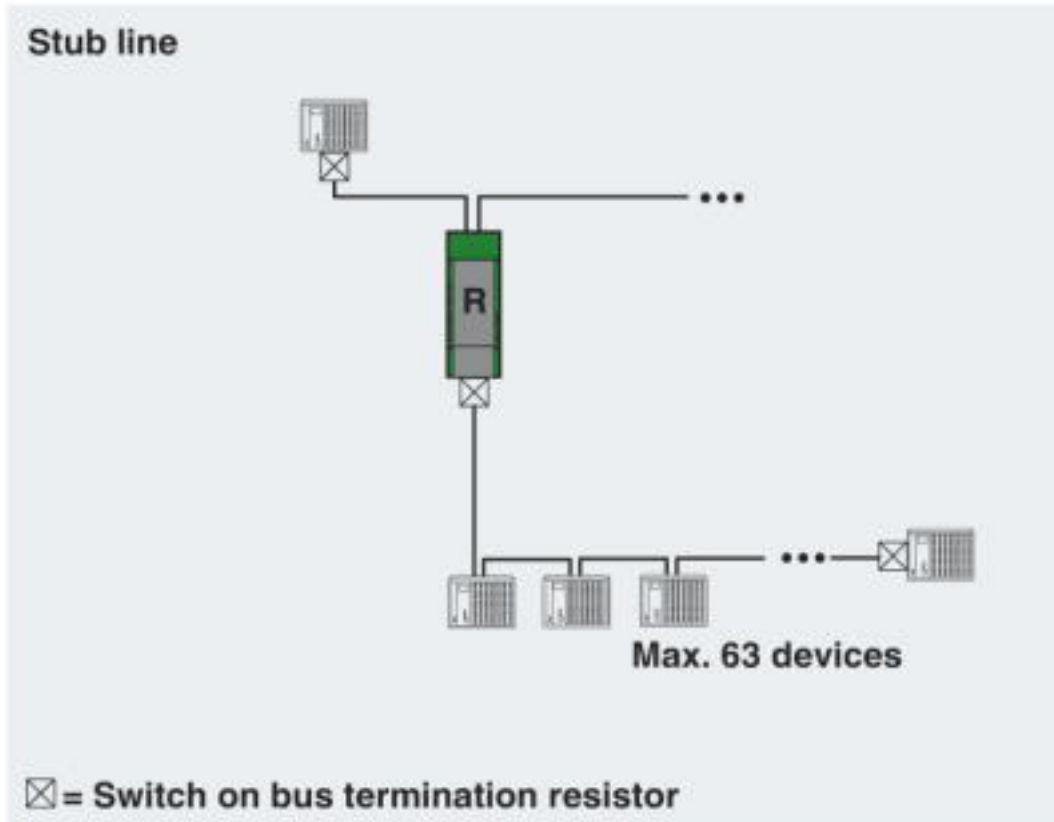 Stub line
R
Max. 63 devices
= Switch on bus termination resistor